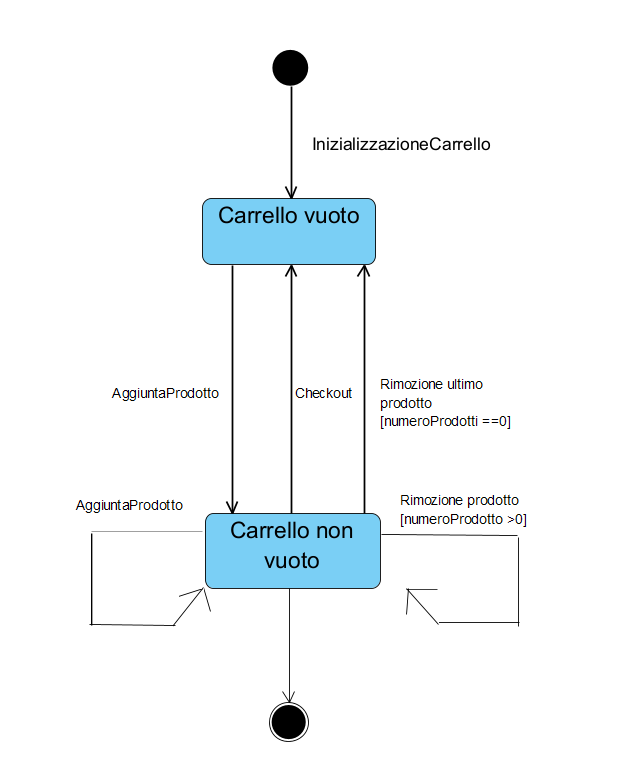 InizializzazioneCarrello
Carrello vuoto
AggiuntaProdotto
Checkout
Rimozione ultimo
prodotto
[numeroProdotti ==0]
AggiuntaProdotto
Rimozione prodotto
[numeroProdotto >0]
Carrello non
vuoto